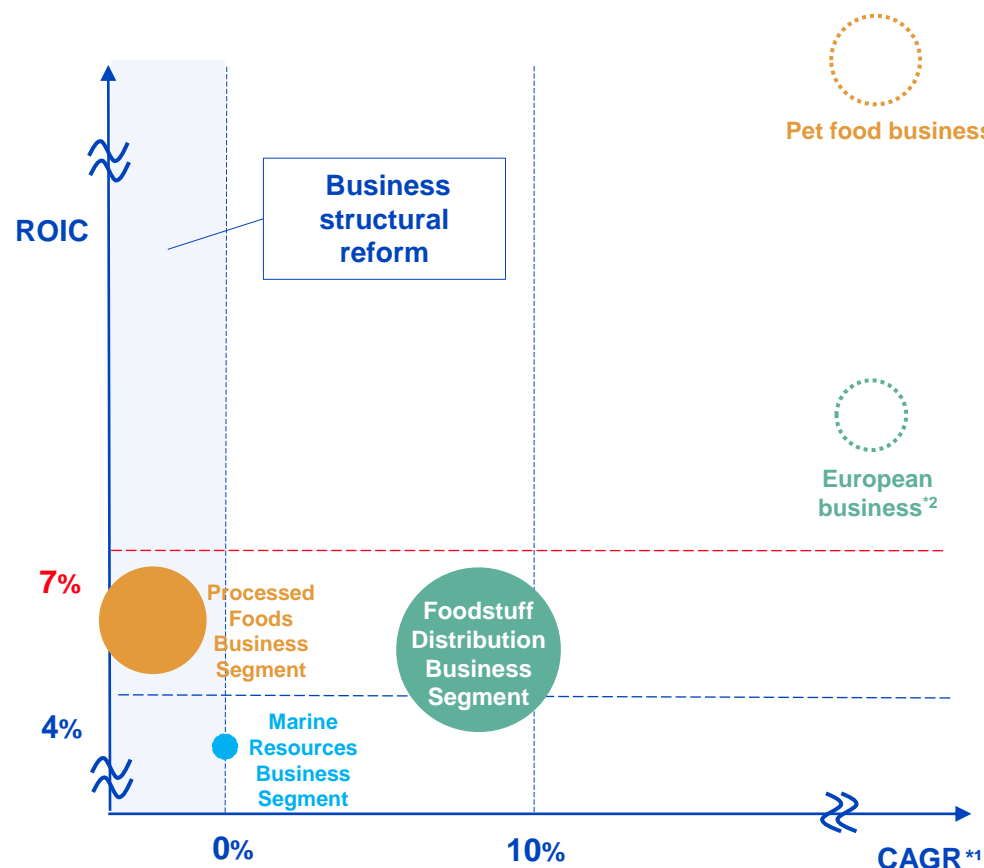 Pet food business
Business
structural
reform
ROIC
European
business*2
7%
Processed
Foods
Business
Segment
Foodstuff
Distribution
Business
Segment
4%
Marine
Resources
Business
Segment
0%
10%
CAGR *1